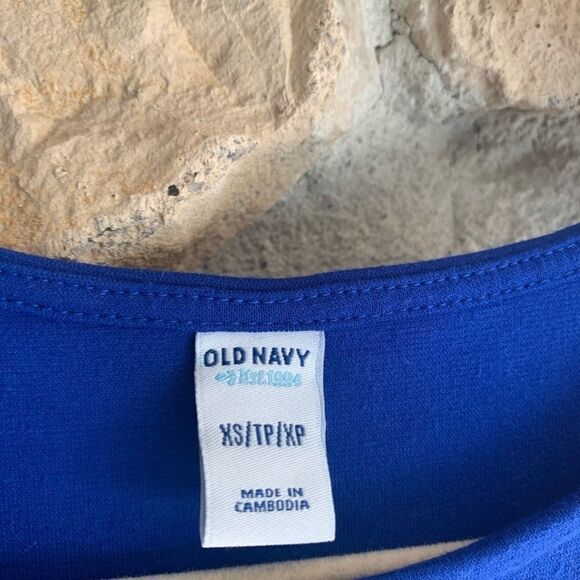 OLD NAVY
Est. 1994
XS/TP/XP
MADE IN
CAMBODIA